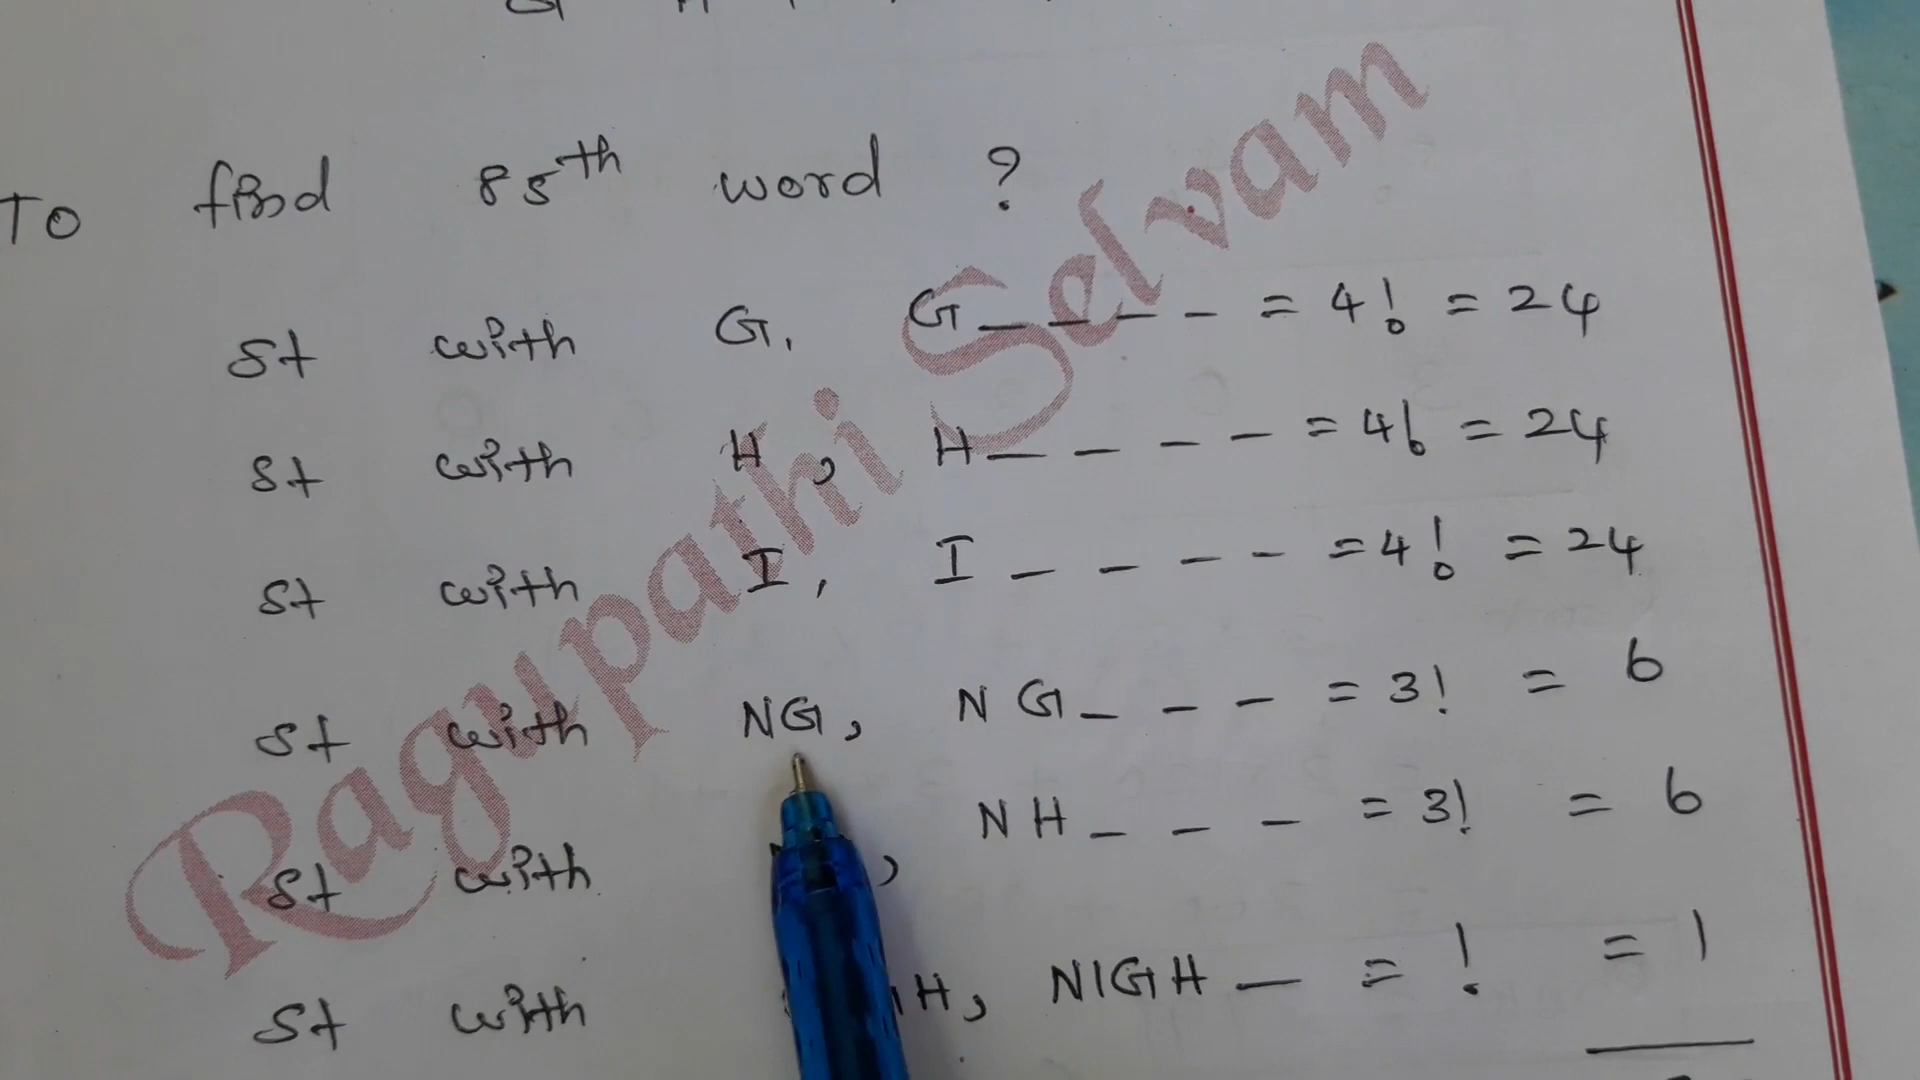 To find 85th word ?
St with G, G _ _ _ _ = 4! = 24
St with H, H _ _ _ _ = 4! = 24
St with I, I _ _ _ _ = 4! = 24
St with NG, NG _ _ _ = 3! = 6
St with , NH _ _ _ = 3! = 6
St with H, NIGH _ = ! = 1
Ragupathi Selvam